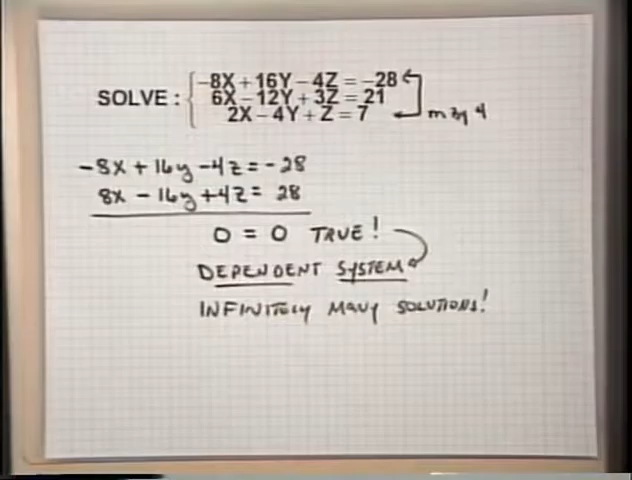 -8X + 16Y - 4Z = -28
SOLVE : 6X - 12Y + 3Z = 21
2X - 4Y + Z = 7 m by 4
-8x + 16y - 4z = -28
8x - 16y + 4z = 28
0 = 0 TRUE!
DEPENDENT SYSTEM
INFINITELY MANY SOLUTIONS!